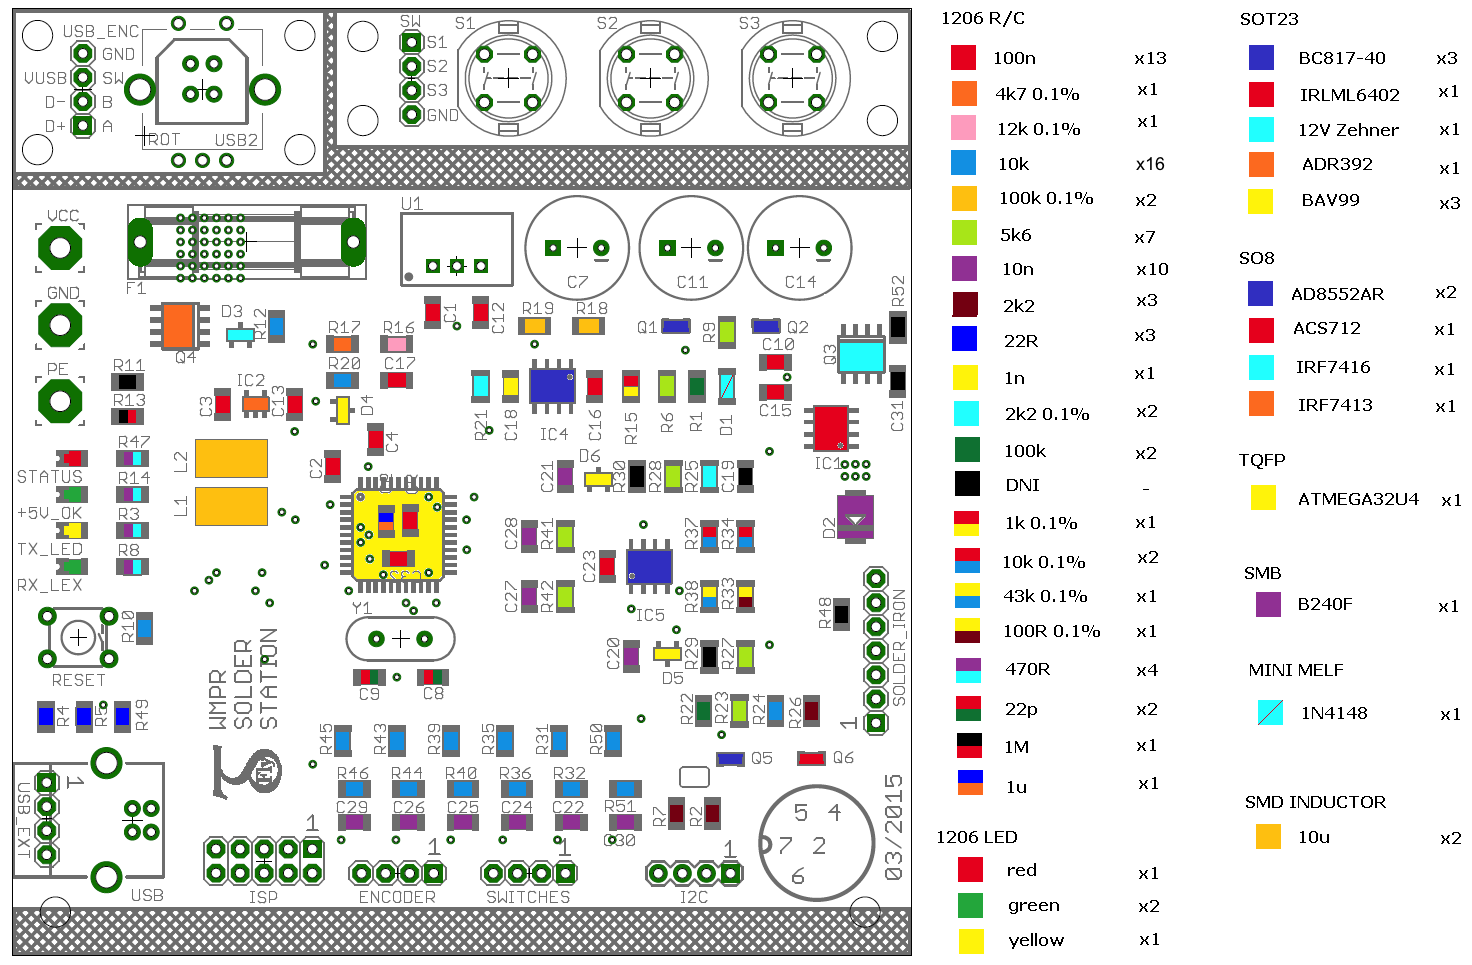 USB_ENC
GND
VUSB SW
D- B
D+ A
ROT
USB2
SW
S1
S2
S3
GND
S1
S2
S3
VCC
GND
PE
F1
U1
C7
C11
C14
Q4
D3
R12
R17
R16
R20
C17
C1
C12
R19
R18
Q1
R9
Q2
C10
C15
Q3
R52
C31
R11
R13
C3
IC2
C13
D4
C4
C2
R21
C18
IC4
C16
R15
R6
R1
D1
IC1
L2
L1
R47
STATUS
R14
+5V_OK
R3
TX_LED
R8
RX_LEX
C21
D6
R30
R28
R25
C19
D2
C28
R41
C23
R37
R34
C27
R42
IC5
R38
R33
R48
SOLDER_IRON
1
C20
D5
R29
R27
R10
RESET
Y1
C9
C8
WMPR
SOLDER
STATION
Fly
R4
R5
R49
R22
R23
R24
R26
Q5
Q6
R45
R43
R39
R35
R31
R50
R46
R44
R40
R36
R32
R51
C29
C26
C25
C24
C22
C30
R7
R2
USB_EXT
1
USB
ISP
1
ENCODER
1
SWITCHES
1
I2C
1
5 4
7 2
6
03/2015
1206 R/C
100n x13
4k7 0.1% x1
12k 0.1% x1
10k x16
100k 0.1% x2
5k6 x7
10n x10
2k2 x3
22R x3
1n x1
2k2 0.1% x2
100k x2
DNI -
1k 0.1% x1
10k 0.1% x2
43k 0.1% x1
100R 0.1% x1
470R x4
22p x2
1M x1
1u x1
1206 LED
red x1
green x2
yellow x1
SOT23
BC817-40 x3
IRLML6402 x1
12V Zehner x1
ADR392 x1
BAV99 x3
SO8
AD8552AR x2
ACS712 x1
IRF7416 x1
IRF7413 x1
TQFP
ATMEGA32U4 x1
SMB
B240F x1
MINI MELF
1N4148 x1
SMD INDUCTOR
10u x2